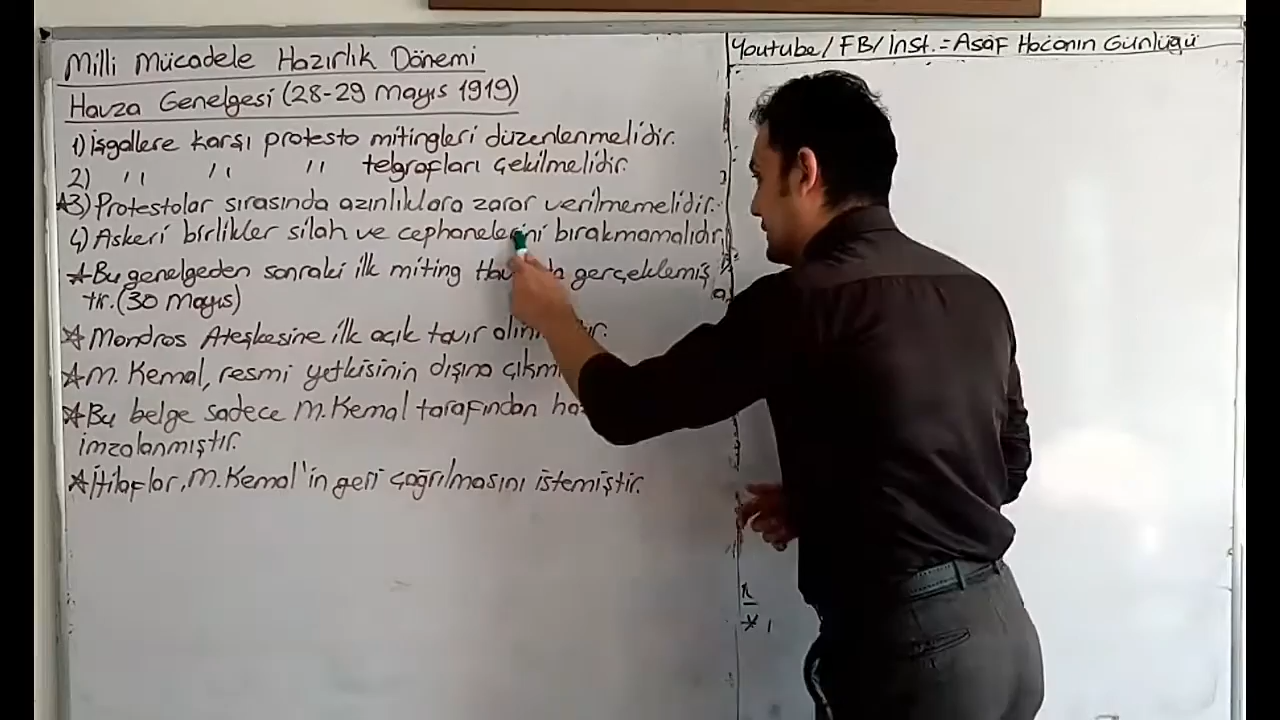 Milli Mücadele Hazırlık Dönemi
Havza Genelgesi (28-29 Mayıs 1919)
1) İşgallere karşı protesto mitingleri düzenlenmelidir.
2) '' '' '' telgrafları çekilmelidir.
★3) Protestolar sırasında azınlıklara zarar verilmemelidir.
4) Askeri birlikler silah ve cephanelerini bırakmamalıdır.
★Bu genelgeden sonraki ilk miting gerçeklemiş
tir. (30 Mayıs)
★Mondros Ateşkesine ilk açık tavır
★M. Kemal, resmi yetkisinin dışına
★Bu belge sadece M. Kemal tarafından
imzalanmıştır.
★İtilaflar, M. Kemal'in geri çağrılmasını istemiştir.
Youtube/FB/İnst.=Asaf Hocanın Günlüğü